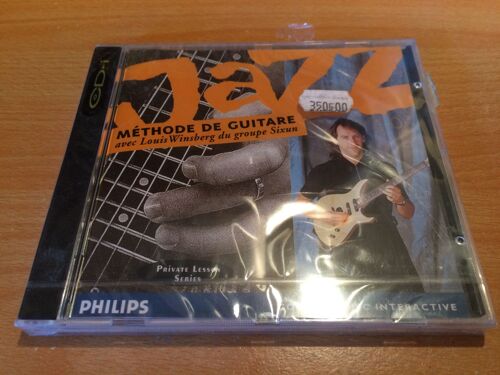 CD-i
JaZZ
350F00
MÉTHODE DE GUITARE
avec Louis Winsberg du groupe Sixun
PRIVATE LESSON
SERIES
PHILIPS
INTERACTIVE